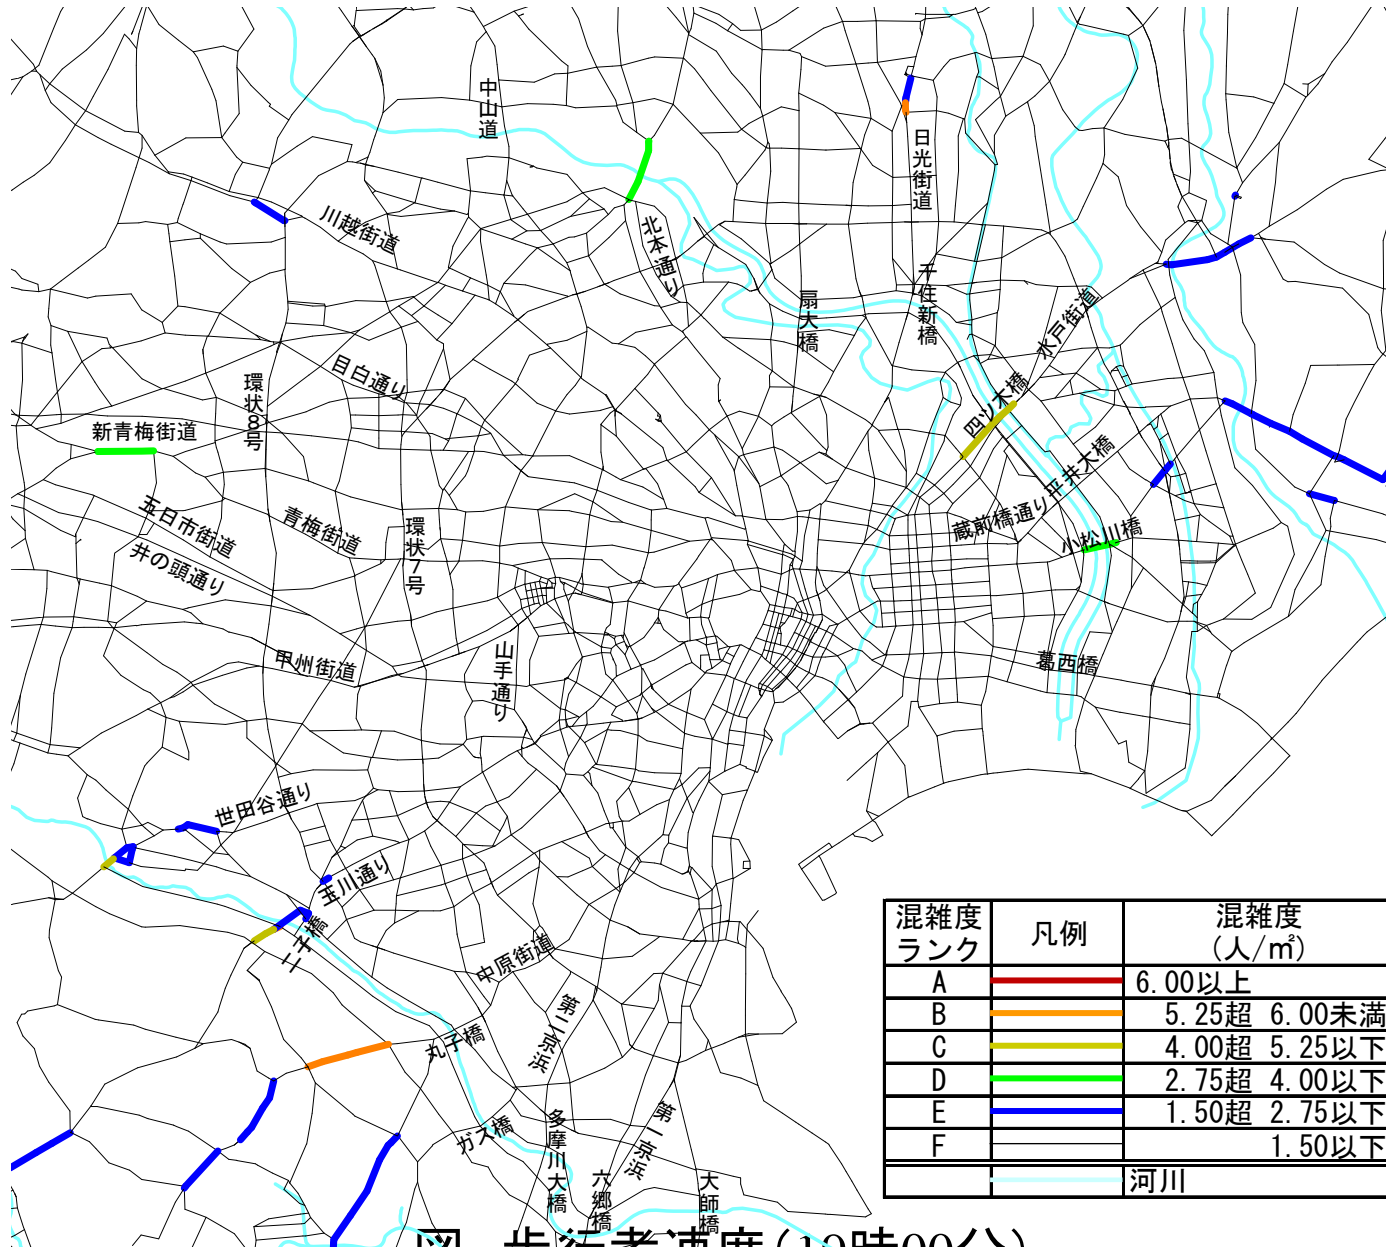 中山道
日光街道
川越街道
北本通り
千住新橋
扇大橋
水戸街道
目白通り
環状8号
四ツ木橋
新青梅街道
平井大橋
五日市街道
青梅街道
環状7号
蔵前橋通り
小松川橋
井の頭通り
甲州街道
山手通り
葛西橋
世田谷通り
玉川通り
二子橋
中原街道
第二京浜
丸子橋
ガス橋
多摩川大橋
第一京浜
六郷橋
大師橋
混雑度ランク 凡例 混雑度(人/㎡)
A 6.00以上
B 5.25超 6.00未満
C 4.00超 5.25以下
D 2.75超 4.00以下
E 1.50超 2.75以下
F 1.50以下
河川